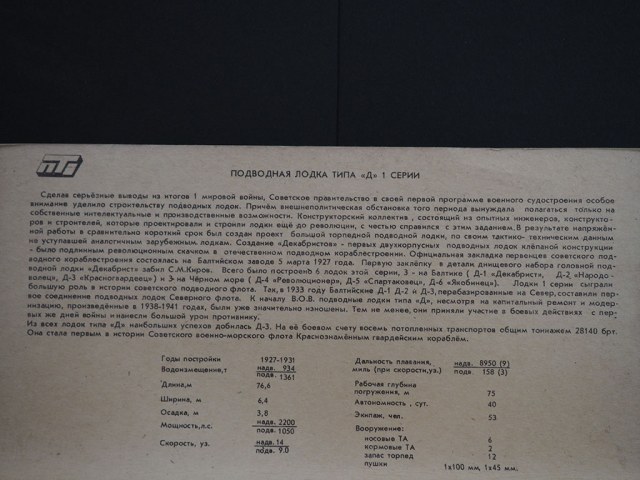 ПОДВОДНАЯ ЛОДКА ТИПА «Д» 1 СЕРИИ
Сделав серьёзные выводы из итогов 1 мировой войны, Советское правительство в своей первой программе военного судостроения особое
внимание уделило строительству подводных лодок. Причём внешнеполитическая обстановка того периода вынуждала полагаться только на
собственные интелектуальные и производственные возможности. Конструкторский коллектив , состоящий из опытных инженеров, конструкто-
ров и строителей, которые проектировали и строили лодки ещё до революции, с честью справился с этим заданием. В результате напряжён-
ной работы в сравнительно короткий срок был создан проект большой торпедной подводной лодки, по своим тактико-техническим данным
не уступавшей аналогичным зарубежным лодкам. Создание «Декабристов» - первых двухкорпусных подводных лодок клёпаной конструкции
- было подлинным революционным скачком в отечественном подводном кораблестроении. Официальная закладка первенцев советского под-
водного кораблестроения состоялась на Балтийском заводе 5 марта 1927 года. Первую заклёпку в детали днищевого набора головной под-
водной лодки «Декабрист» забил С.М.Киров. Всего было построено 6 лодок этой серии, 3 - на Балтике ( Д-1 «Декабрист», Д-2 «Народо-
волец», Д-3 «Красногвардеец») и 3- на Чёрном море ( Д-4 «Революционер», Д-5 «Спартаковец», Д-6 «Якобинец»). Лодки 1 серии сыграли
большую роль в истории советского подводного флота. Так, в 1933 году Балтийские Д-1 Д-2 и Д-3, перебазированные на Север, составили пер-
вое соединение подводных лодок Северного флота. К началу В.О.В. подводные лодки типа «Д», несмотря на капитальный ремонт и модер-
низацию, произведённые в 1938-1941 годах, были уже значительно изношены. Тем не менее, они приняли участие в боевых действиях с пер-
вых же дней войны и нанесли большой урон противнику.
Из всех лодок типа «Д» наибольших успехов добилась Д-3. На её боевом счету восемь потопленных транспортов общим тоннажем 28140 брт.
Она стала первым в истории Советского военно-морского флота Краснознамённым гвардейским кораблём.
Годы постройки 1927-1931
Водоизмещение, т надв. 934
подв. 1361
Длина, м 76,6
Ширина, м 6,4
Осадка, м 3,8
Мощность, л.с. надв. 2200
подв. 1050
Скорость, уз. надв. 14
подв. 9.0
Дальность плавания,
миль (при скорости, уз.) надв. 8950 (9)
подв. 158 (3)
Рабочая глубина
погружения, м 75
Автономность , сут. 40
Экипаж, чел. 53
Вооружение:
носовые ТА 6
кормовые ТА 2
запас торпед 12
пушки 1х100 мм, 1х45 мм.